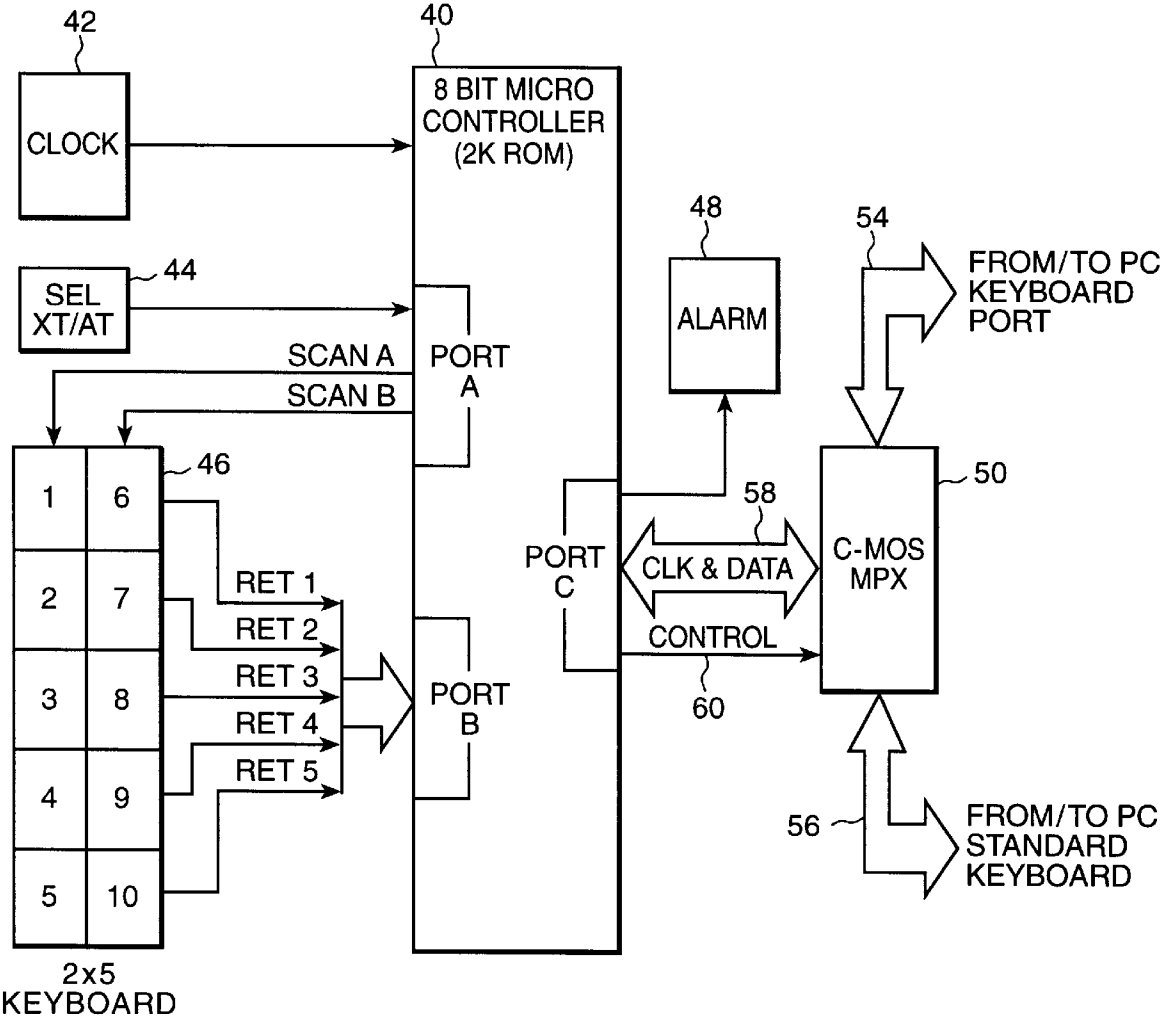 42
CLOCK
40
8 BIT MICRO
CONTROLLER
(2K ROM)
44
SEL
XT/AT
SCAN A
SCAN B
PORT
A
46
1 6
2 7
3 8
4 9
5 10
2x5
KEYBOARD
RET 1
RET 2
RET 3
RET 4
RET 5
PORT
B
48
ALARM
PORT
C
58
CLK & DATA
CONTROL
60
54
FROM/TO PC
KEYBOARD
PORT
50
C-MOS
MPX
56
FROM/TO PC
STANDARD
KEYBOARD